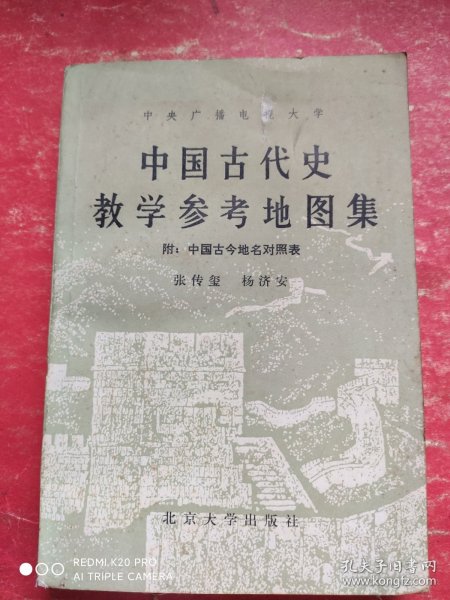 中央广播电视大学
中国古代史
教学参考地图集
附：中国古今地名对照表
张传玺 杨济安
北京大学出版社
REDMI K20 PRO
AI TRIPLE CAMERA
孔夫子旧书网
www.kongfz.com